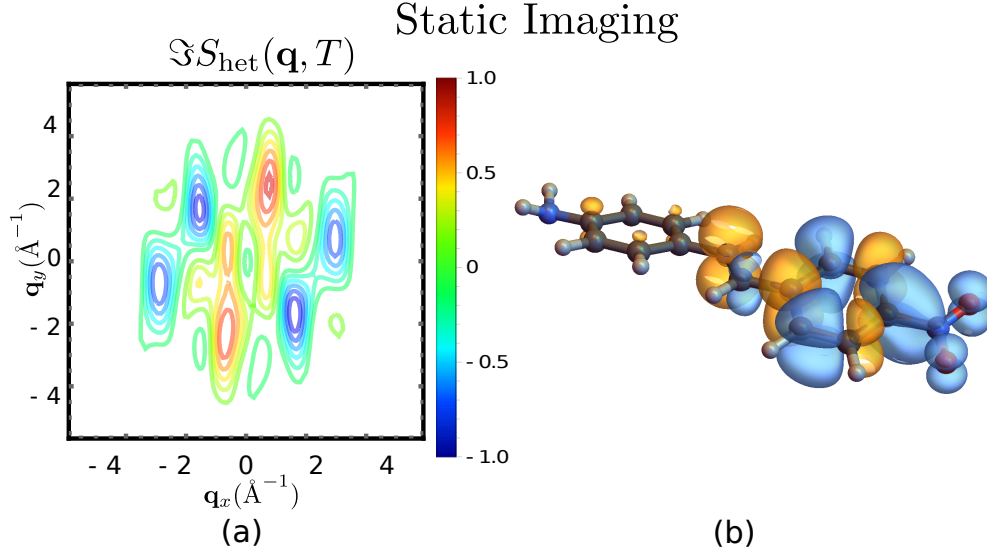 Static Imaging
ℑS_het(q, T)
1.0
0.5
0
-0.5
-1.0
4
2
0
-2
-4
q_y(Å⁻¹)
-4 -2 0 2 4
q_x(Å⁻¹)
(a) (b)